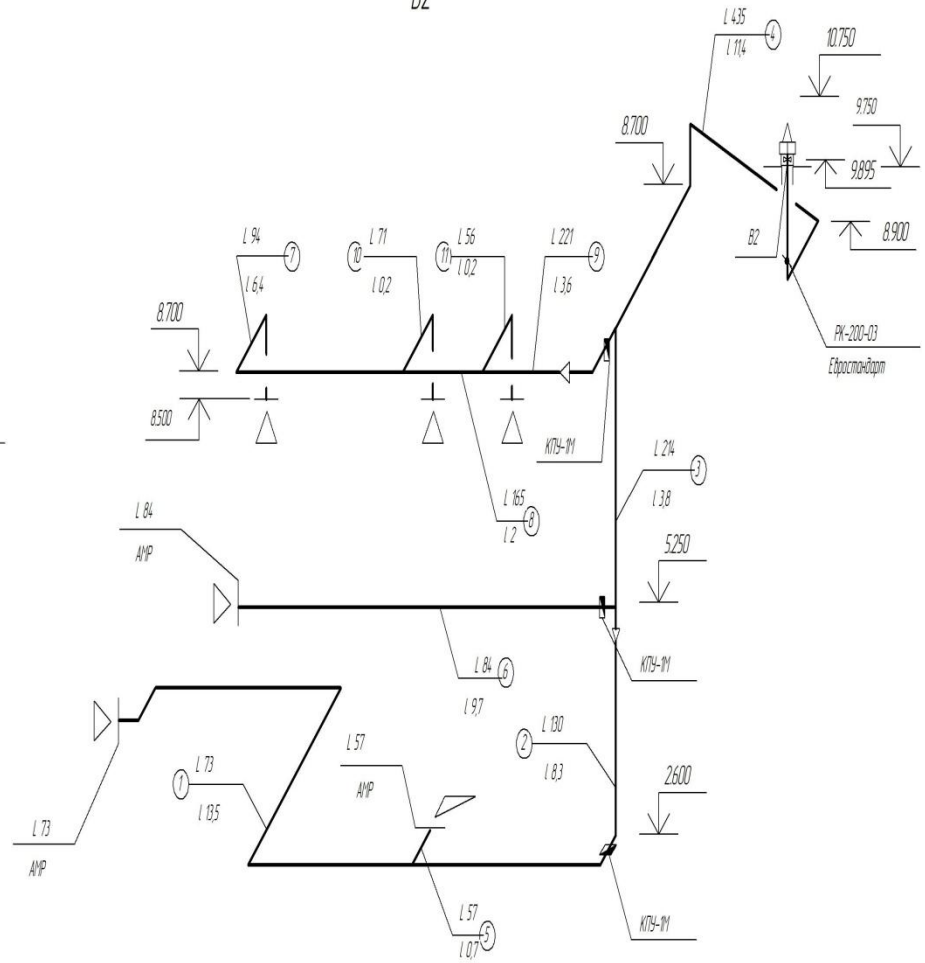 В2
L 435
l 11,4
4
10.750
9.750
8.700
9.895
L 94
7
l 6,4
10
L 71
l 0,2
11
L 56
l 0,2
L 221
9
l 3,6
В2
8.900
8.700
РК-200-03
Евростандарт
8.500
КПУ-1М
L 214
3
l 3,8
L 165
8
l 2
L 84
АМР
5.250
L 84
6
l 9,7
КПУ-1М
L 130
2
l 8,3
L 57
АМР
L 73
1
l 13,5
2.600
L 73
АМР
L 57
5
l 0,7
КПУ-1М